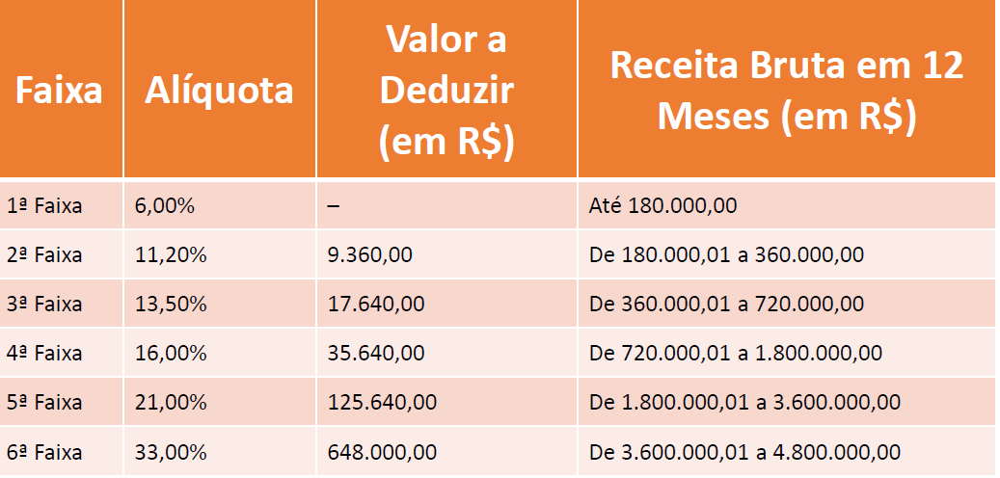 Faixa Alíquota Valor a Deduzir (em R$) Receita Bruta em 12 Meses (em R$)
1ª Faixa 6,00% – Até 180.000,00
2ª Faixa 11,20% 9.360,00 De 180.000,01 a 360.000,00
3ª Faixa 13,50% 17.640,00 De 360.000,01 a 720.000,00
4ª Faixa 16,00% 35.640,00 De 720.000,01 a 1.800.000,00
5ª Faixa 21,00% 125.640,00 De 1.800.000,01 a 3.600.000,00
6ª Faixa 33,00% 648.000,00 De 3.600.000,01 a 4.800.000,00